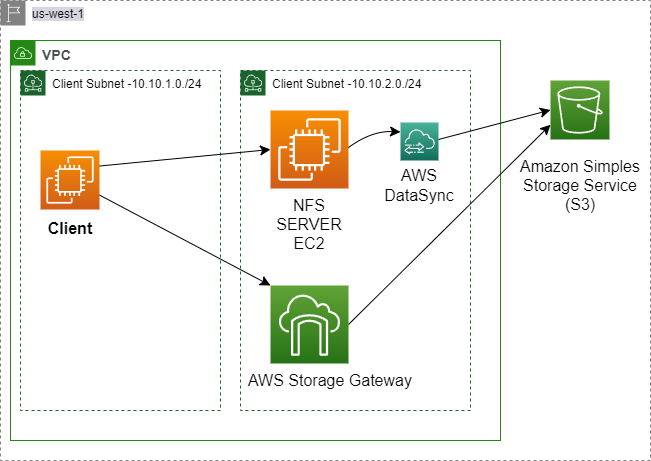 us-west-1
VPC
Client Subnet -10.10.1.0./24
Client Subnet -10.10.2.0./24
Client
NFS
SERVER
EC2
AWS
DataSync
Amazon Simples
Storage Service
(S3)
AWS Storage Gateway